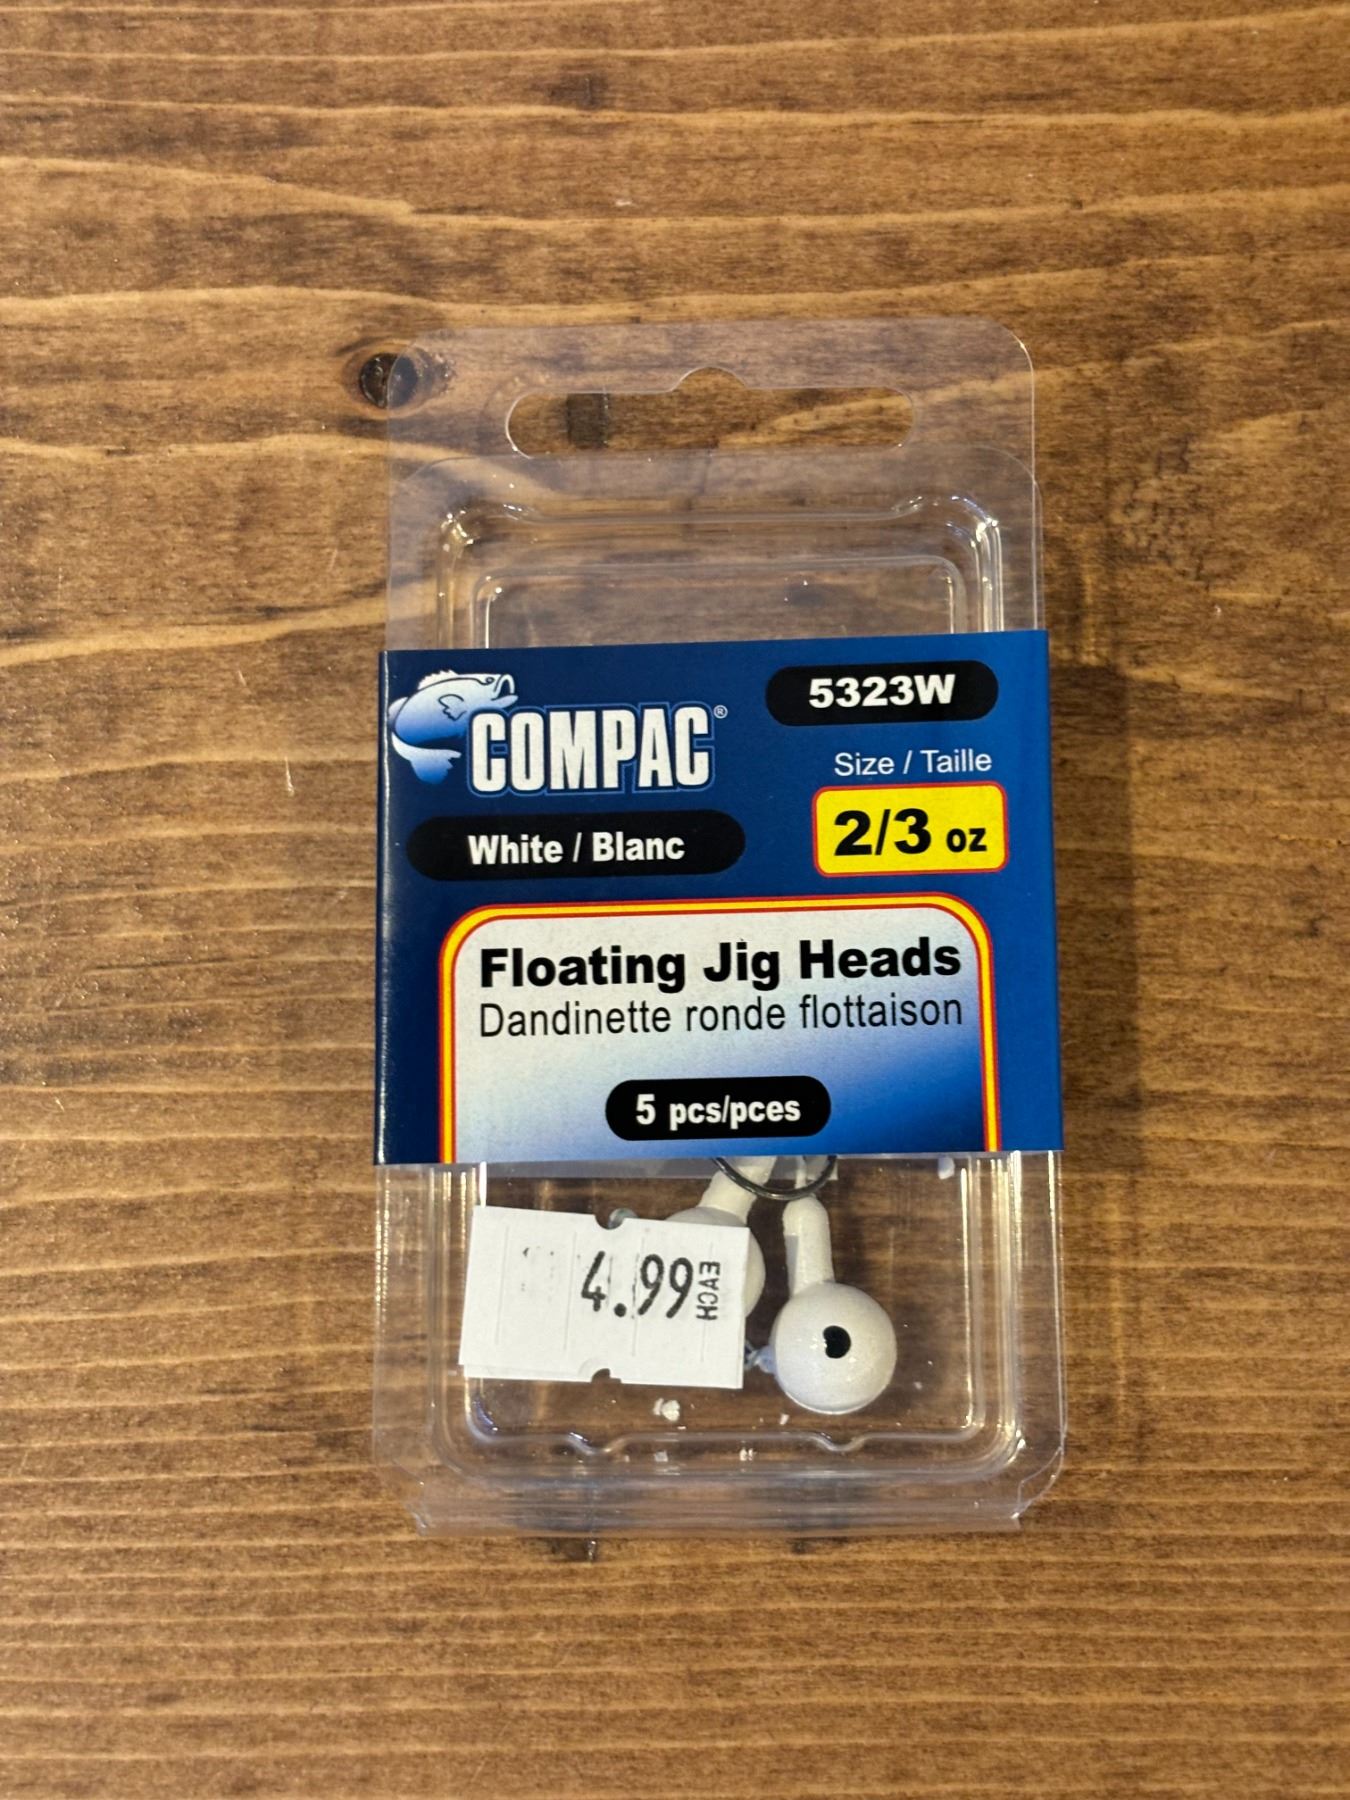 COMPAC®
5323W
Size / Taille
2/3 oz
White / Blanc
Floating Jig Heads
Dandinette ronde flottaison
5 pcs/pces
4.99 EACH